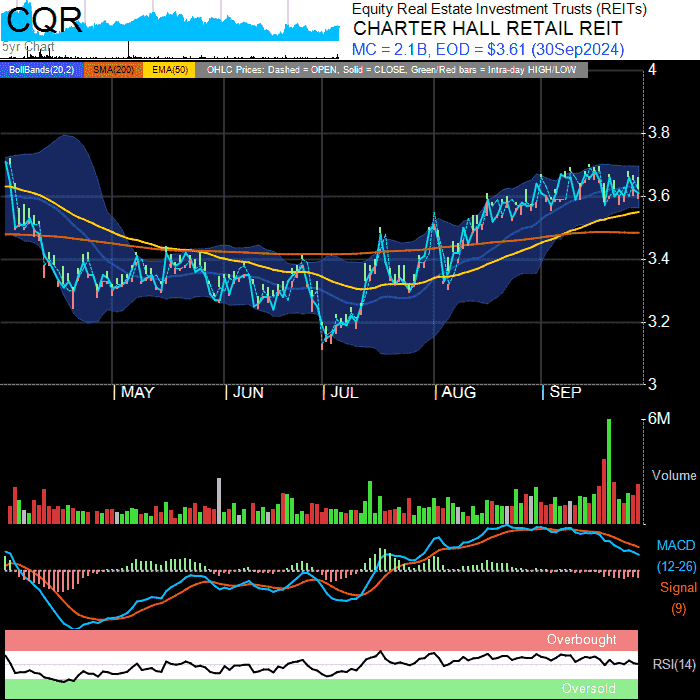 CQR
5yr Chart
Equity Real Estate Investment Trusts (REITs)
CHARTER HALL RETAIL REIT
MC = 2.1B, EOD = $3.61 (30Sep2024)
BollBands(20,2) SMA(200) EMA(50) OHLC Prices: Dashed = OPEN, Solid = CLOSE, Green/Red bars = Intra-day HIGH/LOW
4
3.8
3.6
3.4
3.2
3
MAY JUN JUL AUG SEP
6M
Volume
MACD
(12-26)
Signal
(9)
Overbought
RSI(14)
Oversold